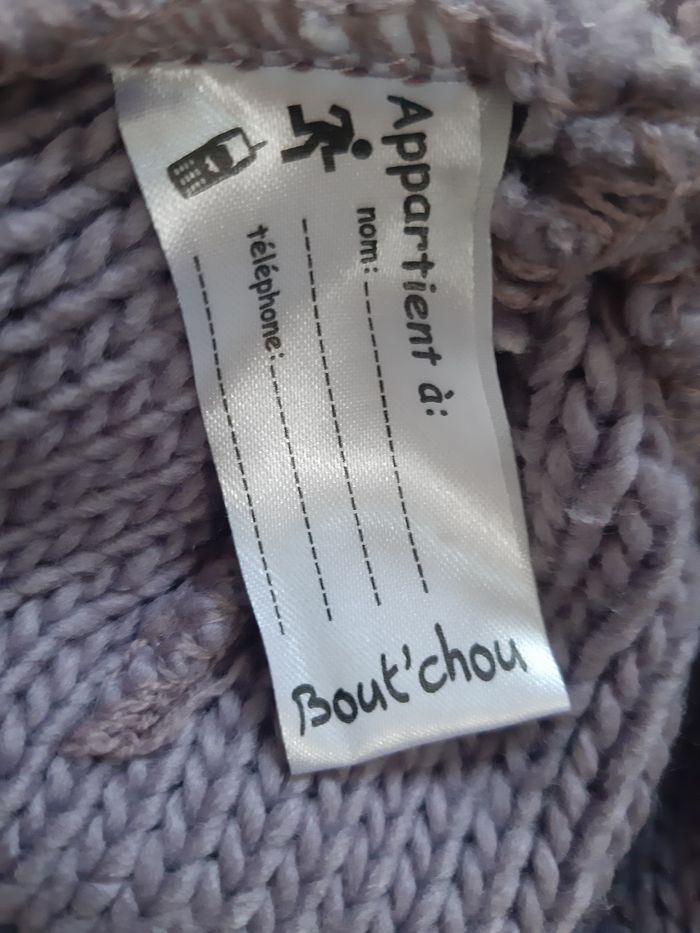 Appartient à:
nom:
téléphone:
Bout'chou